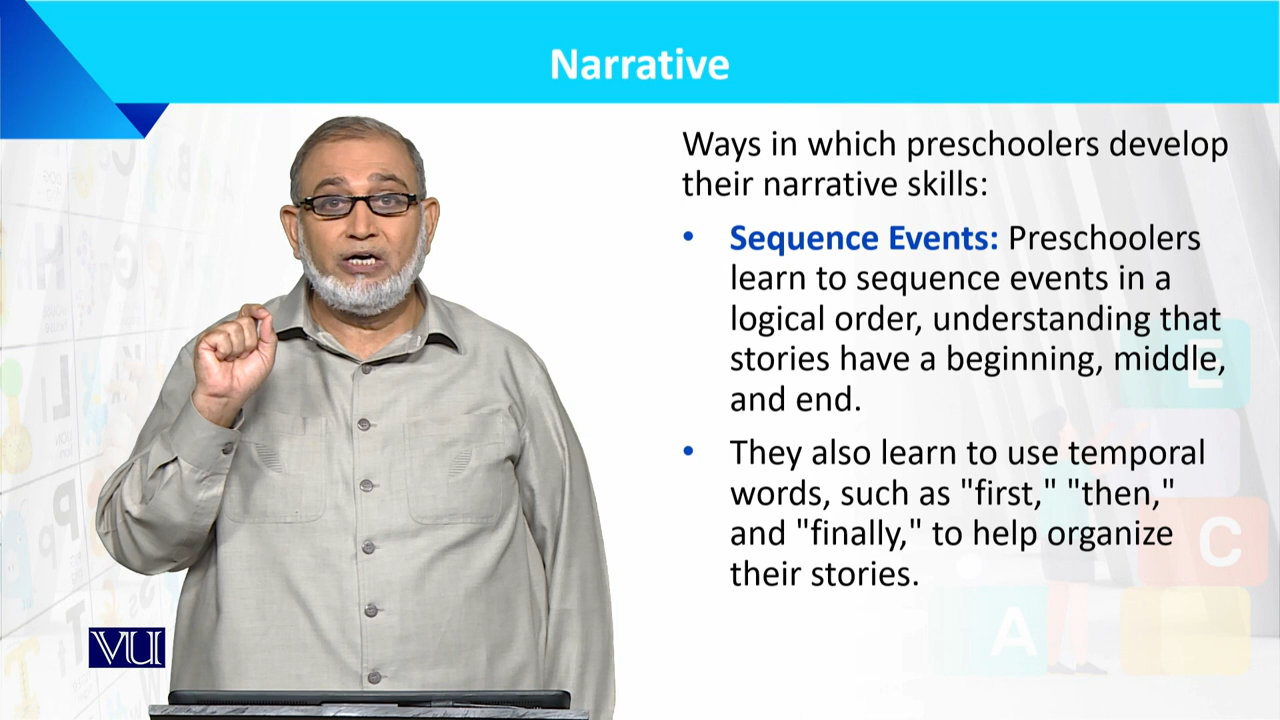 Narrative
Ways in which preschoolers develop
their narrative skills:
• Sequence Events: Preschoolers
learn to sequence events in a
logical order, understanding that
stories have a beginning, middle,
and end.
• They also learn to use temporal
words, such as "first," "then,"
and "finally," to help organize
their stories.
VU
E
C
A